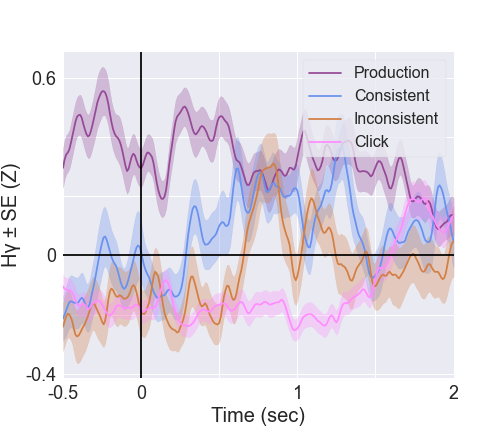 Production
Consistent
Inconsistent
Click
Hγ ± SE (Z)
0.6
0
-0.4
-0.5
0
1
2
Time (sec)